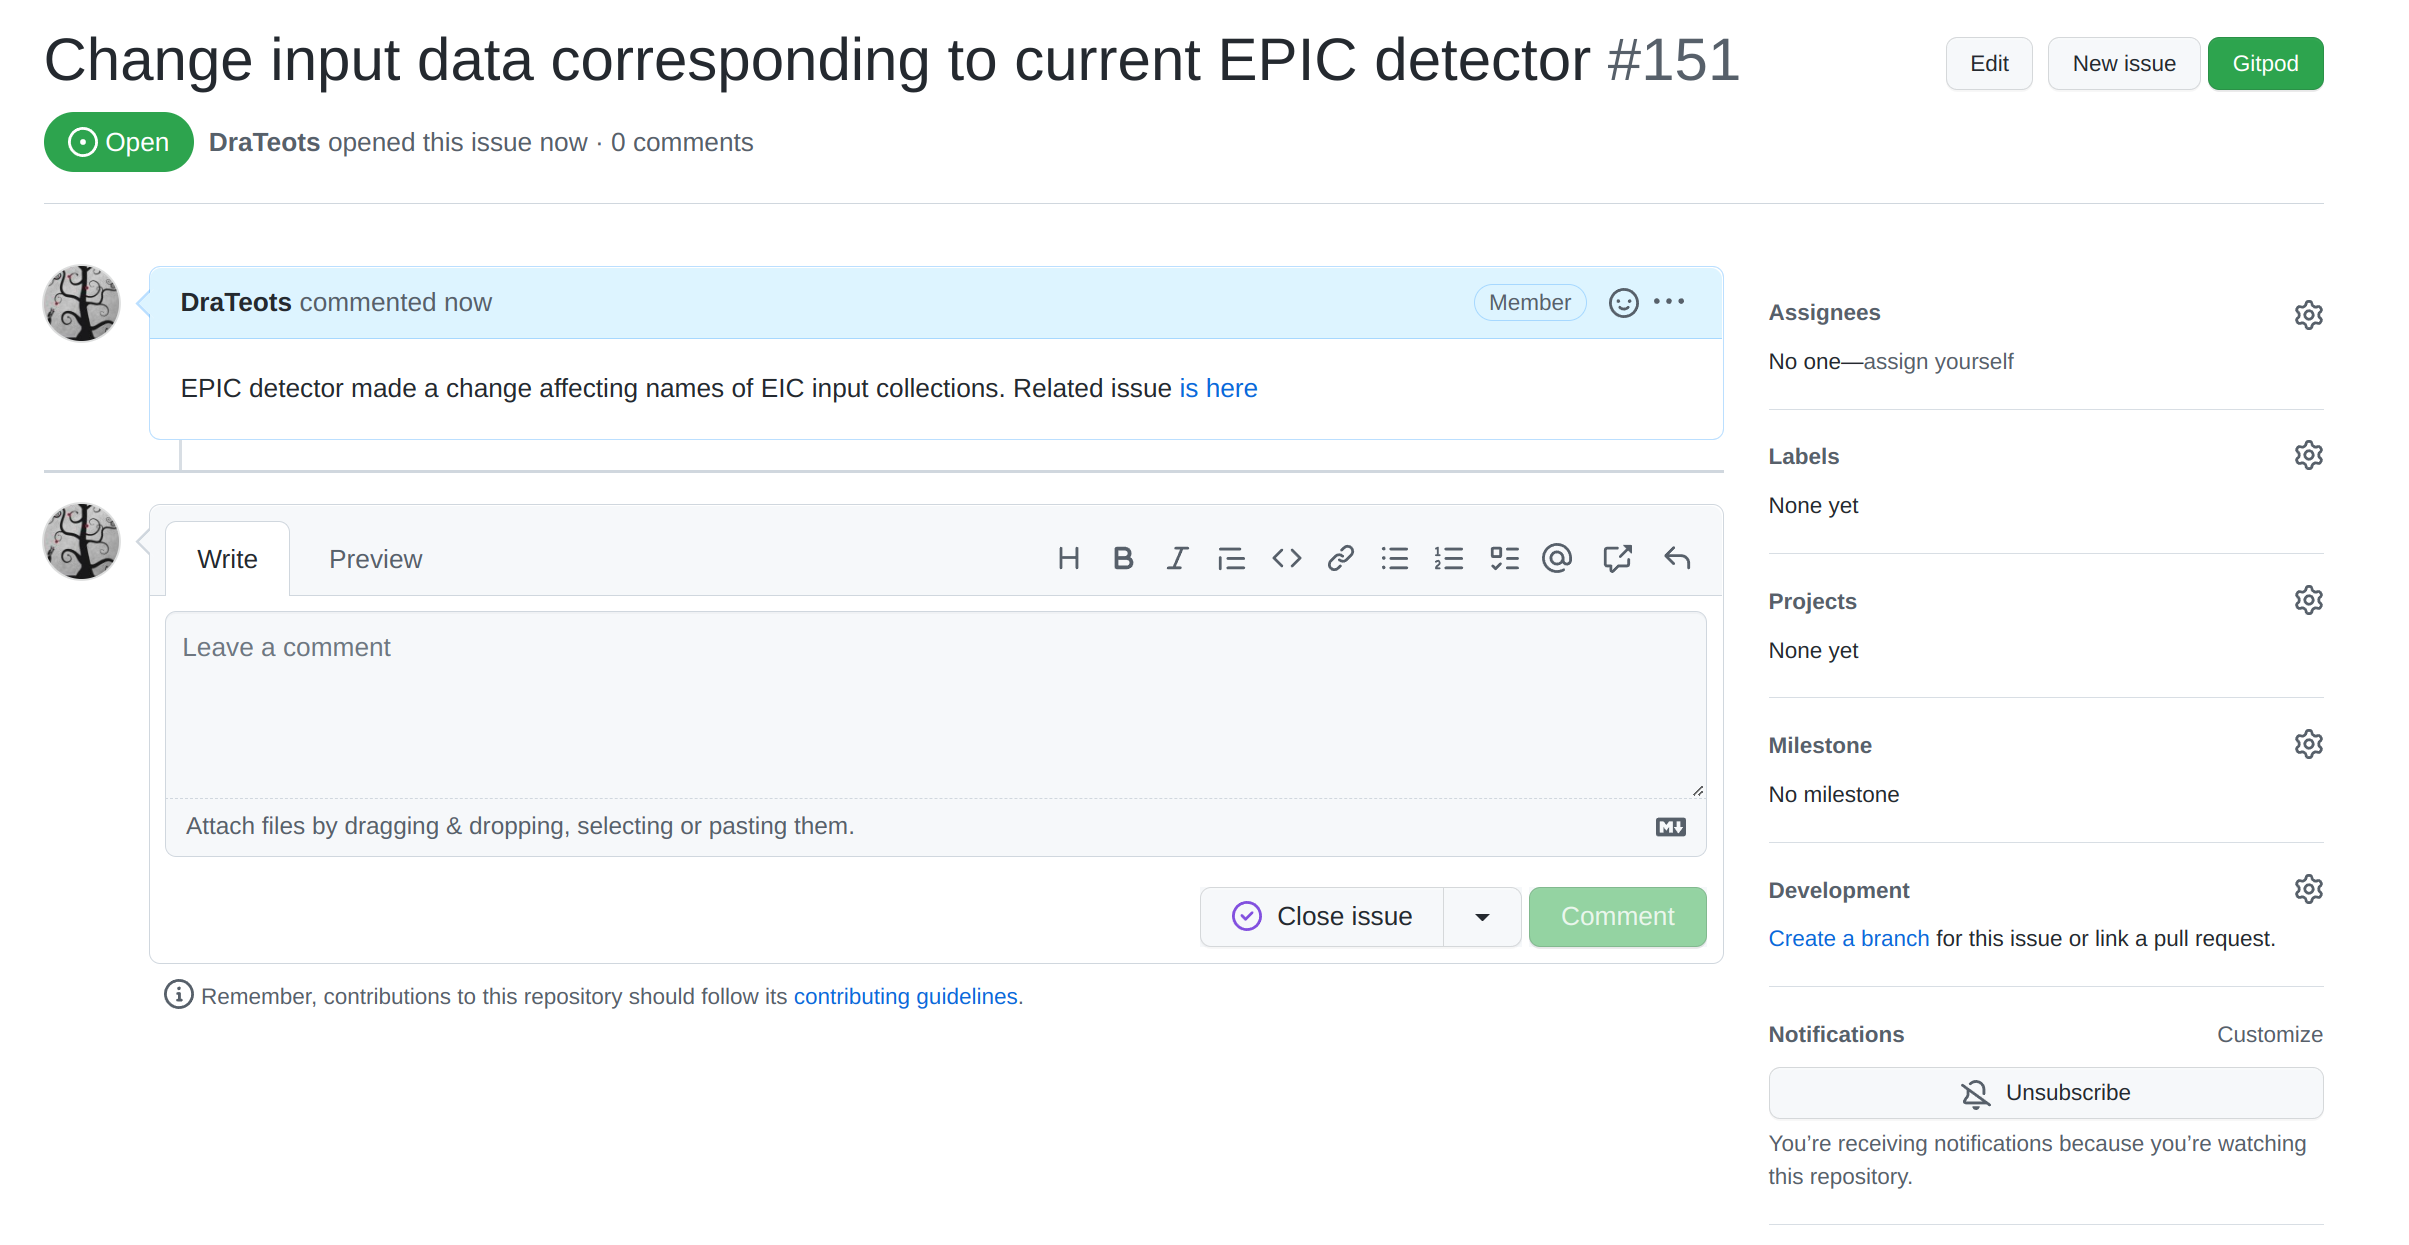 Change input data corresponding to current EPIC detector #151
Edit
New issue
Gitpod
Open
DraTeots opened this issue now · 0 comments
DraTeots commented now
Member
EPIC detector made a change affecting names of EIC input collections. Related issue is here
Write
Preview
Leave a comment
Attach files by dragging & dropping, selecting or pasting them.
Close issue
Comment
Remember, contributions to this repository should follow its contributing guidelines.
Assignees
No one—assign yourself
Labels
None yet
Projects
None yet
Milestone
No milestone
Development
Create a branch for this issue or link a pull request.
Notifications
Customize
Unsubscribe
You’re receiving notifications because you’re watching
this repository.